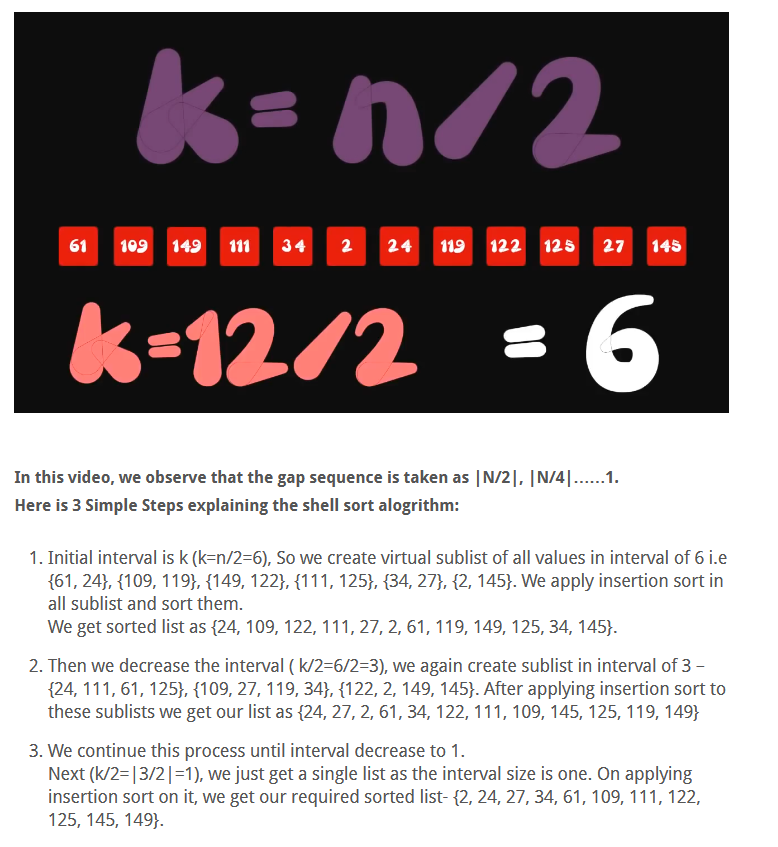 k=n/2
61 109 149 111 34 2 24 119 122 125 27 145
k=12/2 = 6
In this video, we observe that the gap sequence is taken as |N/2|, |N/4|……1.
Here is 3 Simple Steps explaining the shell sort alogrithm:
1. Initial interval is k (k=n/2=6), So we create virtual sublist of all values in interval of 6 i.e
{61, 24}, {109, 119}, {149, 122}, {111, 125}, {34, 27}, {2, 145}. We apply insertion sort in
all sublist and sort them.
We get sorted list as {24, 109, 122, 111, 27, 2, 61, 119, 149, 125, 34, 145}.
2. Then we decrease the interval ( k/2=6/2=3), we again create sublist in interval of 3 –
{24, 111, 61, 125}, {109, 27, 119, 34}, {122, 2, 149, 145}. After applying insertion sort to
these sublists we get our list as {24, 27, 2, 61, 34, 122, 111, 109, 145, 125, 119, 149}
3. We continue this process until interval decrease to 1.
Next (k/2=|3/2|=1), we just get a single list as the interval size is one. On applying
insertion sort on it, we get our required sorted list- {2, 24, 27, 34, 61, 109, 111, 122,
125, 145, 149}.